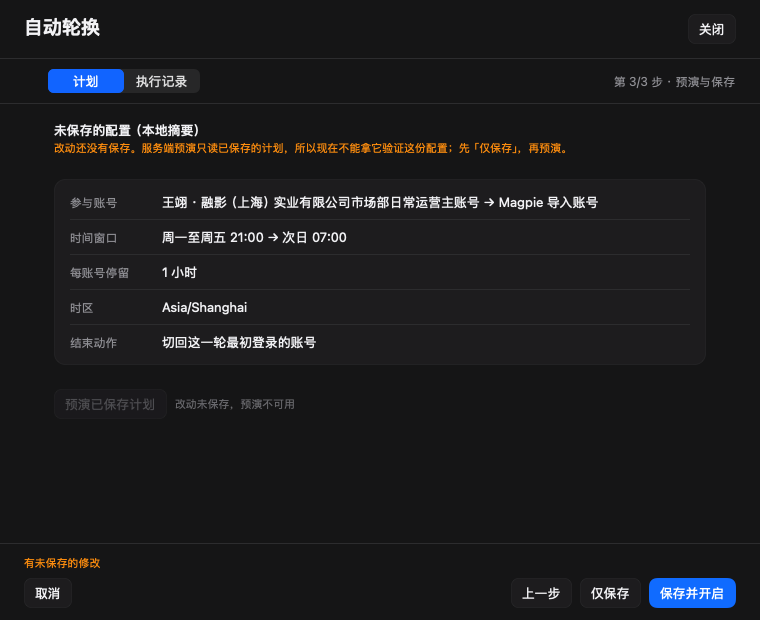 自动轮换
关闭
计划
执行记录
第 3/3 步 · 预演与保存
未保存的配置（本地摘要）
改动还没有保存。服务端预演只读已保存的计划，所以现在不能拿它验证这份配置；先「仅保存」，再预演。
参与账号
王翊 · 融影（上海）实业有限公司市场部日常运营主账号 → Magpie 导入账号
时间窗口
周一至周五 21:00 → 次日 07:00
每账号停留
1 小时
时区
Asia/Shanghai
结束动作
切回这一轮最初登录的账号
预演已保存计划
改动未保存，预演不可用
有未保存的修改
取消
上一步
仅保存
保存并开启